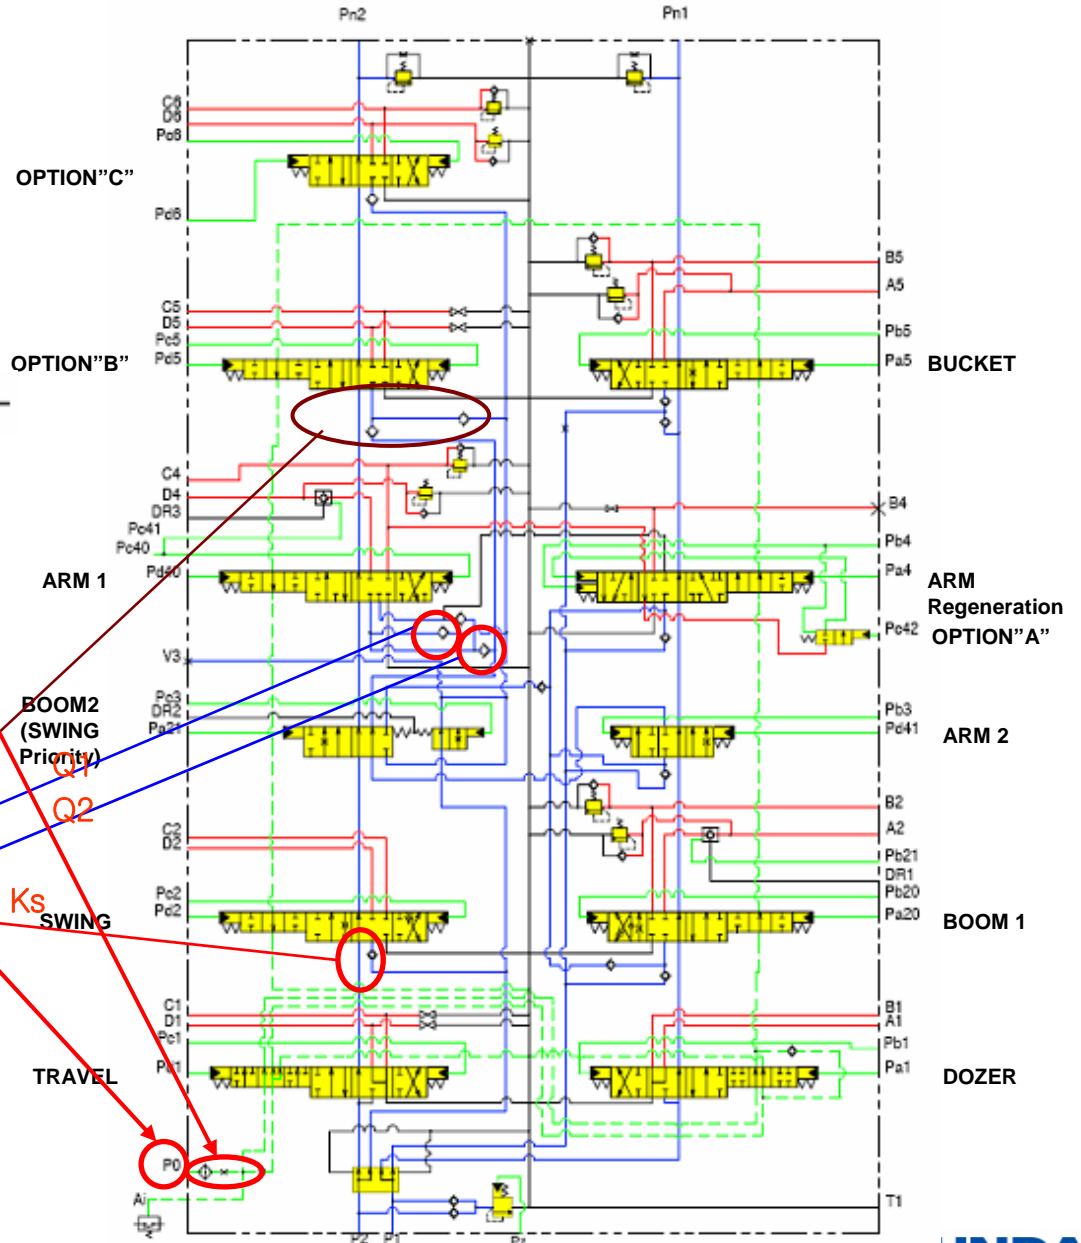 Pn2
Pn1
C6
D6
Pc6
OPTION"C"
Pd6
B5
A5
C5
D5
Pc5
Pd5
OPTION"B"
Pb5
Pa5
BUCKET
C4
D4
DR3
Pc41
Pc40
Pd40
ARM 1
B4
Pb4
Pa4
ARM
Regeneration
OPTION"A"
Pc42
V3
Pc3
DR2
Pa21
BOOM2
(SWING
Priority)
Pb3
Pd41
ARM 2
Q1
Q2
B2
A2
C2
D2
Pb21
DR1
Pc2
Pd2
Ks
SWING
Pb20
Pa20
BOOM 1
C1
D1
Pc1
TRAVEL
B1
A1
Pb1
Pa1
DOZER
P0
Ai
T1
P2
P1